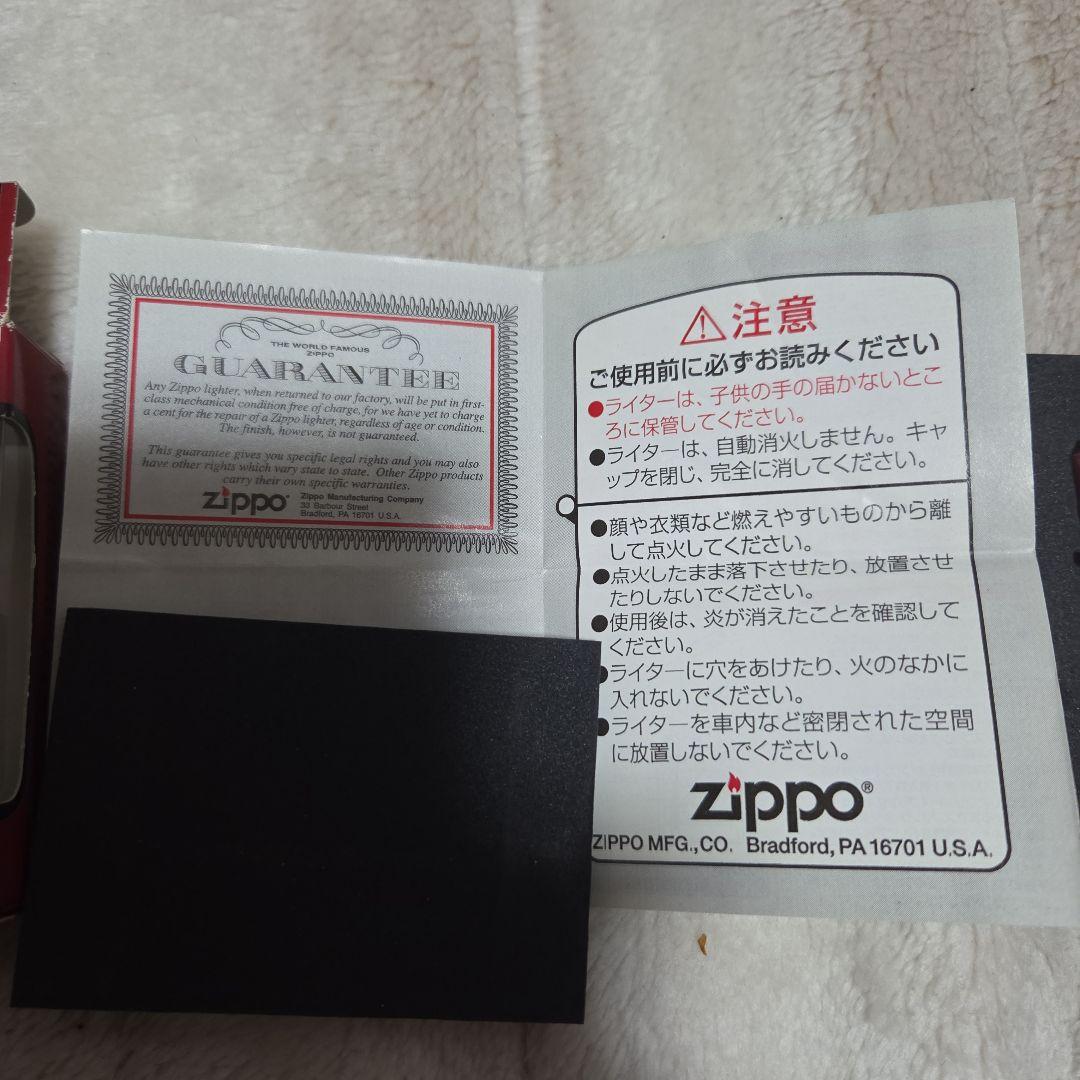 THE WORLD FAMOUS
ZIPPO
GUARANTEE
Any Zippo lighter, when returned to our factory, will be put in first-
class mechanical condition free of charge, for we have yet to charge
a cent for the repair of a Zippo lighter, regardless of age or condition.
The finish, however, is not guaranteed.
This guarantee gives you specific legal rights and you may also
have other rights which vary state to state. Other Zippo products
carry their own specific warranties.
zippo
Zippo Manufacturing Company
33 Barbour Street
Bradford, PA 16701 U.S.A.
⚠注意
ご使用前に必ずお読みください
●ライターは、子供の手の届かないとこ
ろに保管してください。
●ライターは、自動消火しません。キャ
ップを閉じ、完全に消してください。
●顔や衣類など燃えやすいものから離
して点火してください。
●点火したまま落下させたり、放置させ
たりしないでください。
●使用後は、炎が消えたことを確認して
ください。
●ライターに穴をあけたり、火のなかに
入れないでください。
●ライターを車内など密閉された空間
に放置しないでください。
zippo®
ZIPPO MFG.,CO. Bradford, PA 16701 U.S.A.